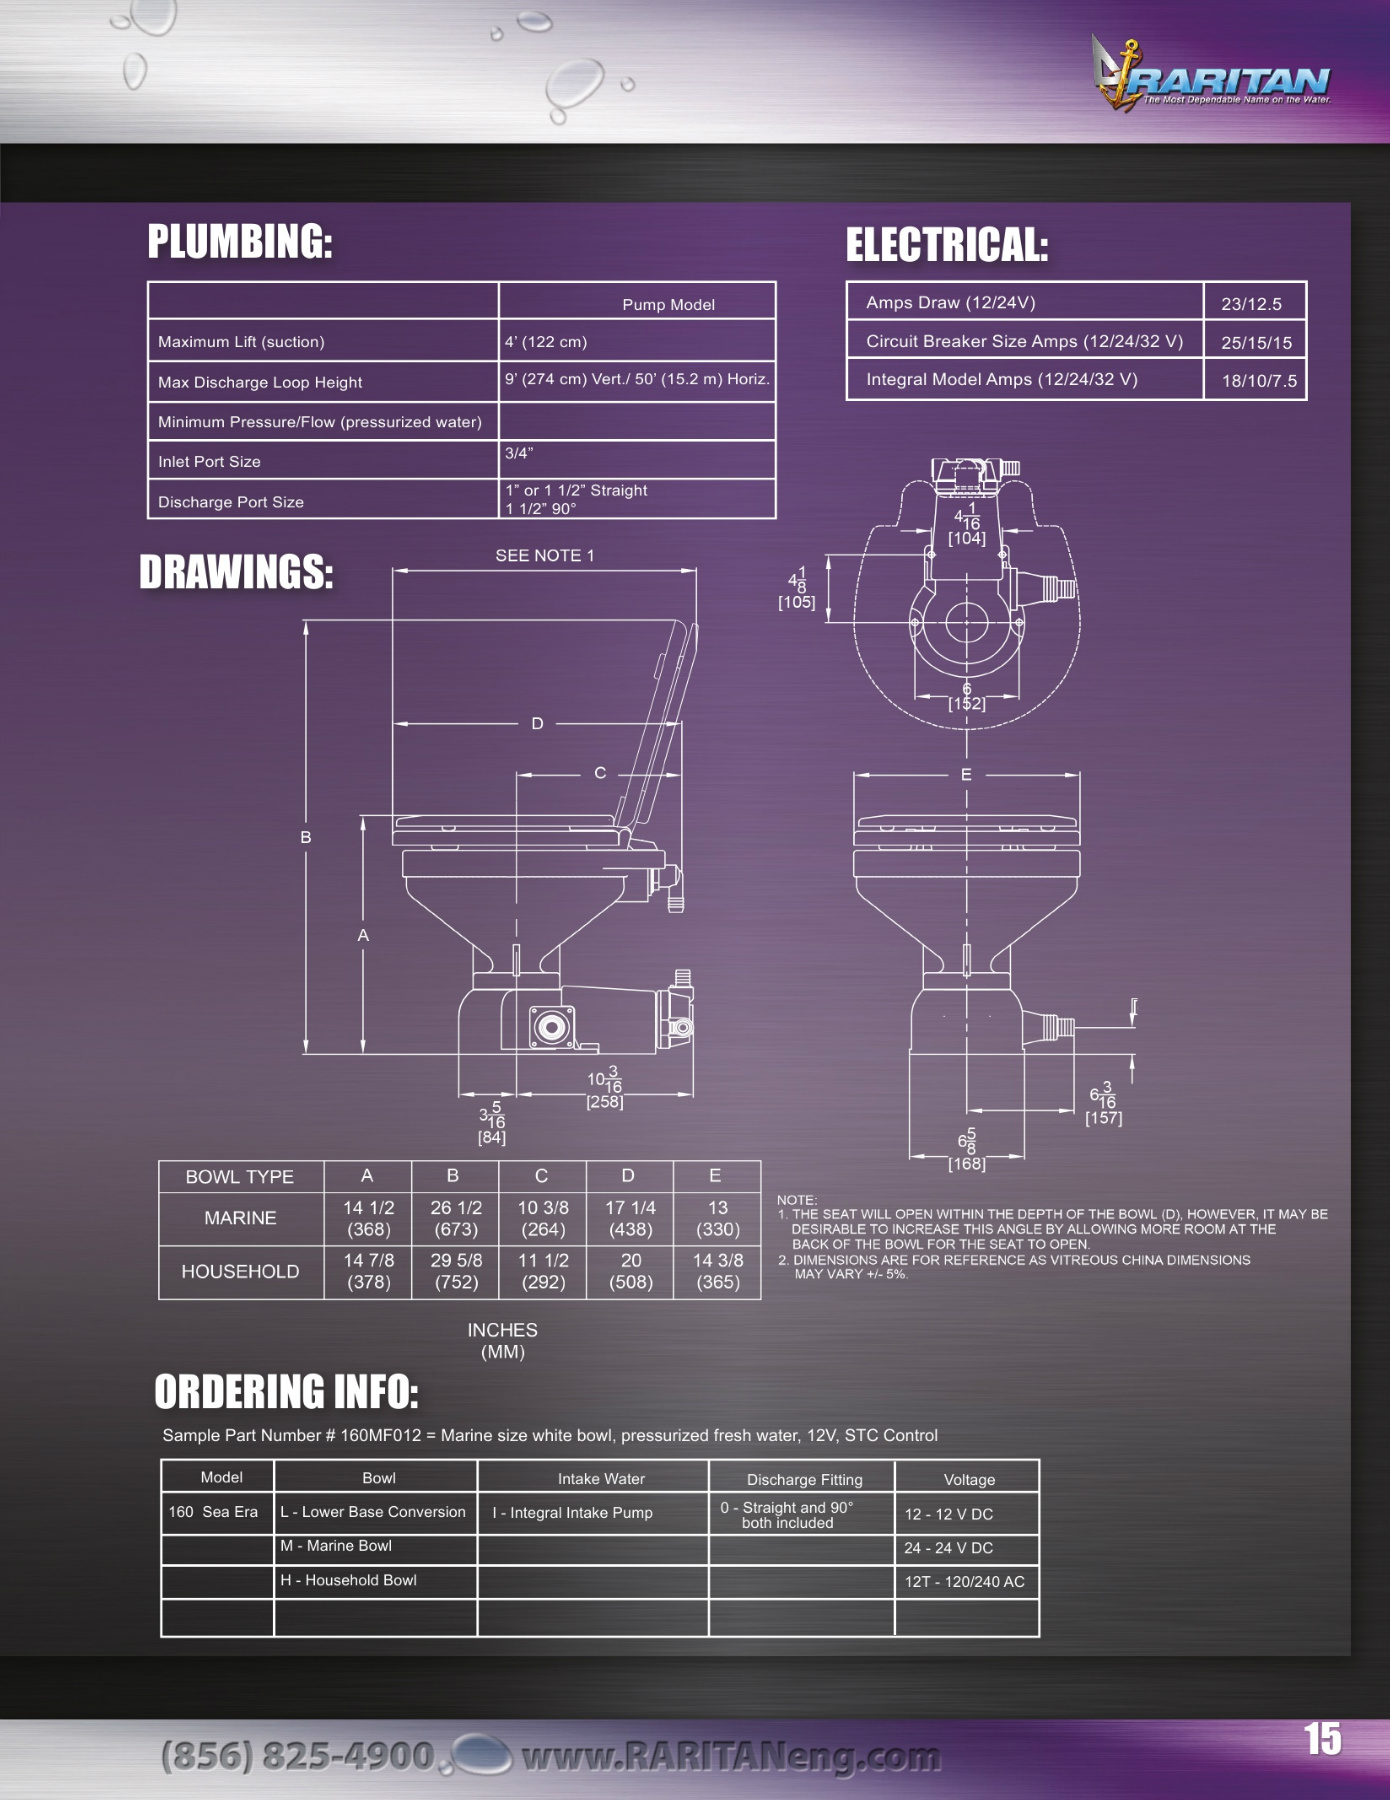 RARITAN
The Most Dependable Name on the Water.
PLUMBING:
Pump Model
Maximum Lift (suction) 4' (122 cm)
Max Discharge Loop Height 9' (274 cm) Vert./ 50' (15.2 m) Horiz.
Minimum Pressure/Flow (pressurized water)
Inlet Port Size 3/4"
Discharge Port Size 1" or 1 1/2" Straight
1 1/2" 90°
ELECTRICAL:
Amps Draw (12/24V) 23/12.5
Circuit Breaker Size Amps (12/24/32 V) 25/15/15
Integral Model Amps (12/24/32 V) 18/10/7.5
DRAWINGS:
SEE NOTE 1
D
C
B
A
10 3/16
[258]
3 5/16
[84]
4 1/16
[104]
4 1/8
[105]
6
[152]
E
6 3/16
[157]
6 5/8
[168]
BOWL TYPE A B C D E
MARINE 14 1/2 26 1/2 10 3/8 17 1/4 13
(368) (673) (264) (438) (330)
HOUSEHOLD 14 7/8 29 5/8 11 1/2 20 14 3/8
(378) (752) (292) (508) (365)
INCHES
(MM)
NOTE:
1. THE SEAT WILL OPEN WITHIN THE DEPTH OF THE BOWL (D), HOWEVER, IT MAY BE
DESIRABLE TO INCREASE THIS ANGLE BY ALLOWING MORE ROOM AT THE
BACK OF THE BOWL FOR THE SEAT TO OPEN.
2. DIMENSIONS ARE FOR REFERENCE AS VITREOUS CHINA DIMENSIONS
MAY VARY +/- 5%.
ORDERING INFO:
Sample Part Number # 160MF012 = Marine size white bowl, pressurized fresh water, 12V, STC Control
Model Bowl Intake Water Discharge Fitting Voltage
160 Sea Era L - Lower Base Conversion I - Integral Intake Pump 0 - Straight and 90° 12 - 12 V DC
both included
M - Marine Bowl 24 - 24 V DC
H - Household Bowl 12T - 120/240 AC
(856) 825-4900 www.RARITANeng.com
15